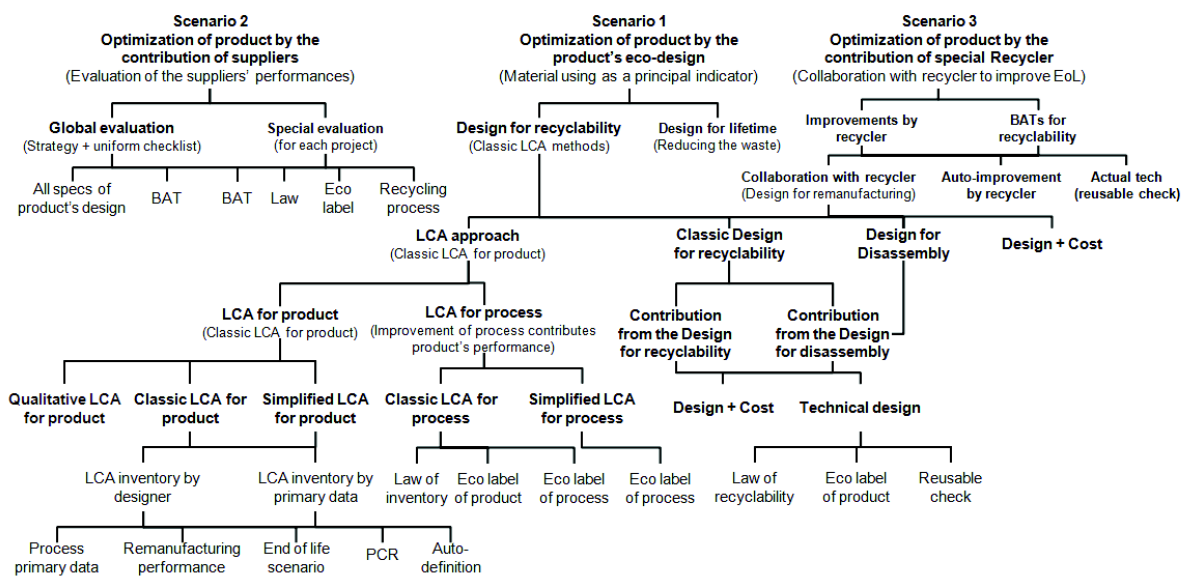 Scenario 2
Optimization of product by the
contribution of suppliers
(Evaluation of the suppliers' performances)
Scenario 1
Optimization of product by the
product's eco-design
(Material using as a principal indicator)
Scenario 3
Optimization of product by the
contribution of special Recycler
(Collaboration with recycler to improve EoL)
Global evaluation
(Strategy + uniform checklist)
Special evaluation
(for each project)
Design for recyclability
(Classic LCA methods)
Design for lifetime
(Reducing the waste)
Improvements by
recycler
BATs for
recyclability
All specs of
product's design
BAT
BAT
Law
Eco
label
Recycling
process
Collaboration with recycler
(Design for remanufacturing)
Auto-improvement
by recycler
Actual tech
(reusable check)
LCA approach
(Classic LCA for product)
Classic Design
for recyclability
Design for
Disassembly
Design + Cost
LCA for product
(Classic LCA for product)
LCA for process
(Improvement of process contributes
product's performance)
Contribution
from the Design
for recyclability
Contribution
from the Design
for disassembly
Qualitative LCA
for product
Classic LCA for
product
Simplified LCA
for product
Classic LCA for
process
Simplified LCA
for process
Design + Cost
Technical design
LCA inventory by
designer
LCA inventory by
primary data
Law of
inventory
Eco label
of product
Eco label
of process
Eco label
of process
Law of
recyclability
Eco label
of product
Reusable
check
Process
primary data
Remanufacturing
performance
End of life
scenario
PCR
Auto-
definition